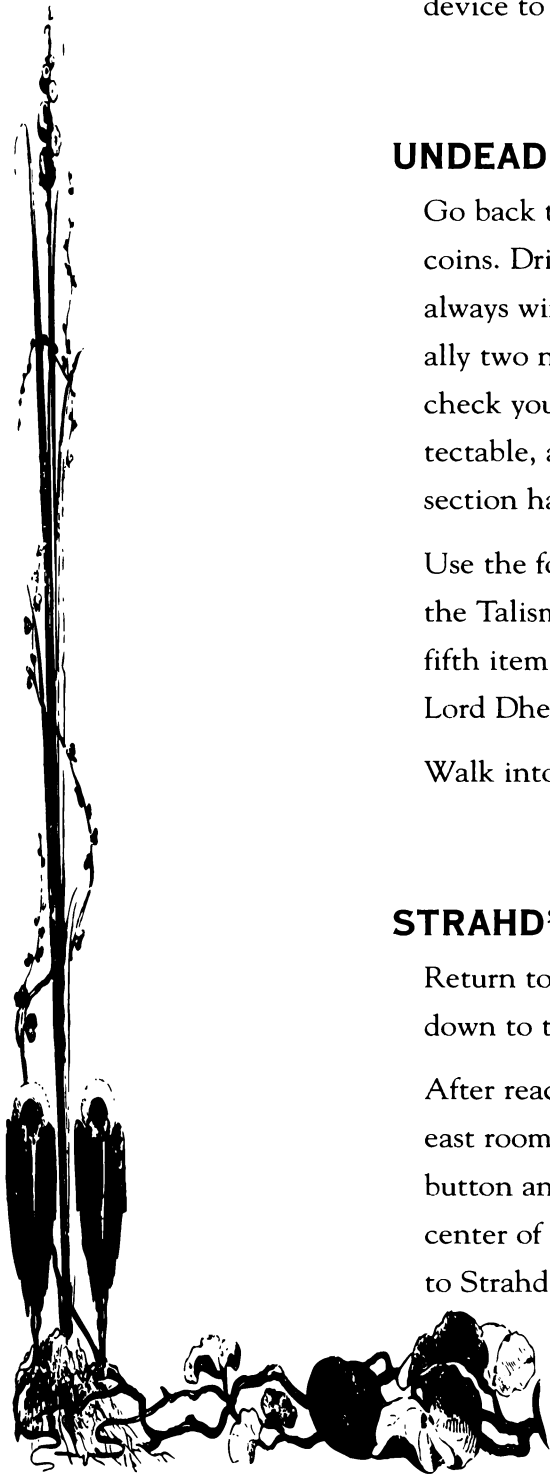 device to
UNDEAD
Go back t
coins. Dri
always wi
ally two n
check you
tectable, a
section ha
Use the fo
the Talism
fifth item
Lord Dhe
Walk into
STRAHD'
Return to
down to t
After reac
east room
button an
center of
to Strahd